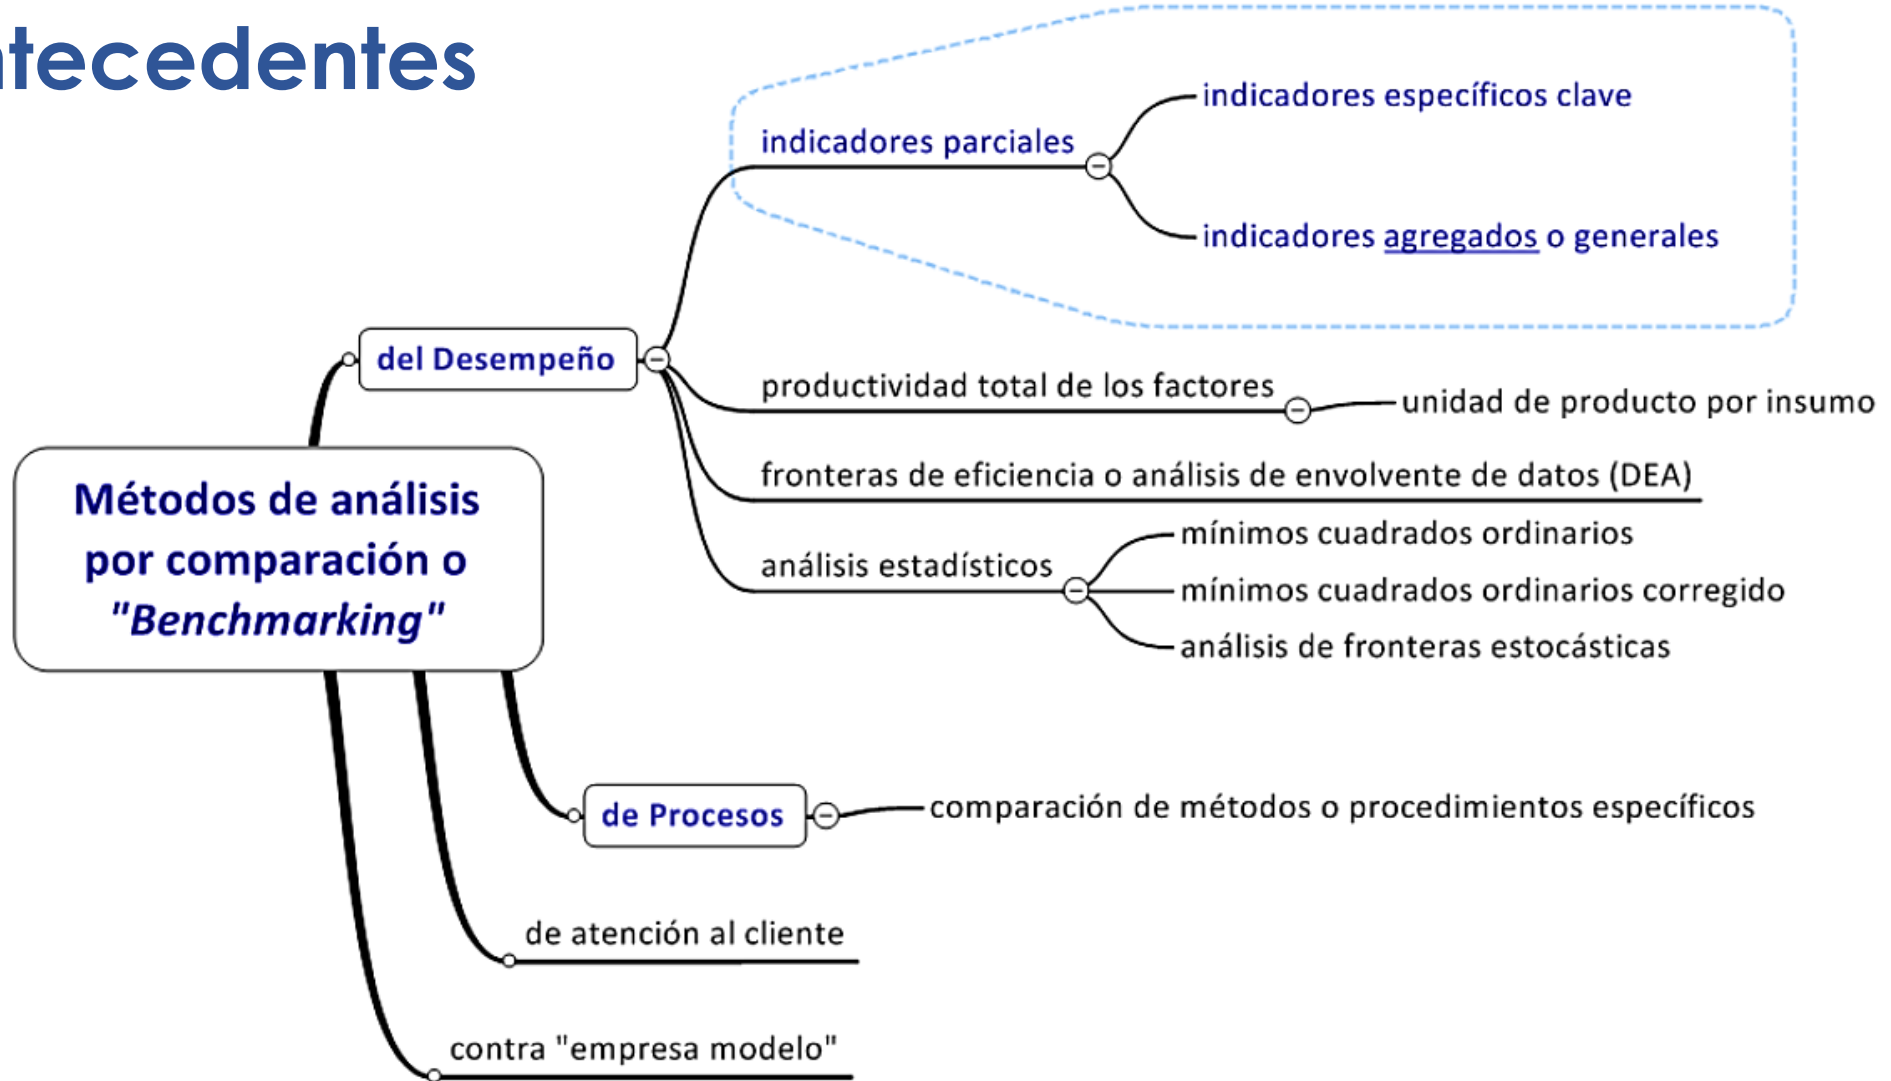 ntecedentes
indicadores específicos clave
indicadores parciales
indicadores agregados o generales
del Desempeño
productividad total de los factores
unidad de producto por insumo
fronteras de eficiencia o análisis de envolvente de datos (DEA)
Métodos de análisis
por comparación o
"Benchmarking"
mínimos cuadrados ordinarios
análisis estadísticos
mínimos cuadrados ordinarios corregido
análisis de fronteras estocásticas
de Procesos
comparación de métodos o procedimientos específicos
de atención al cliente
contra "empresa modelo"